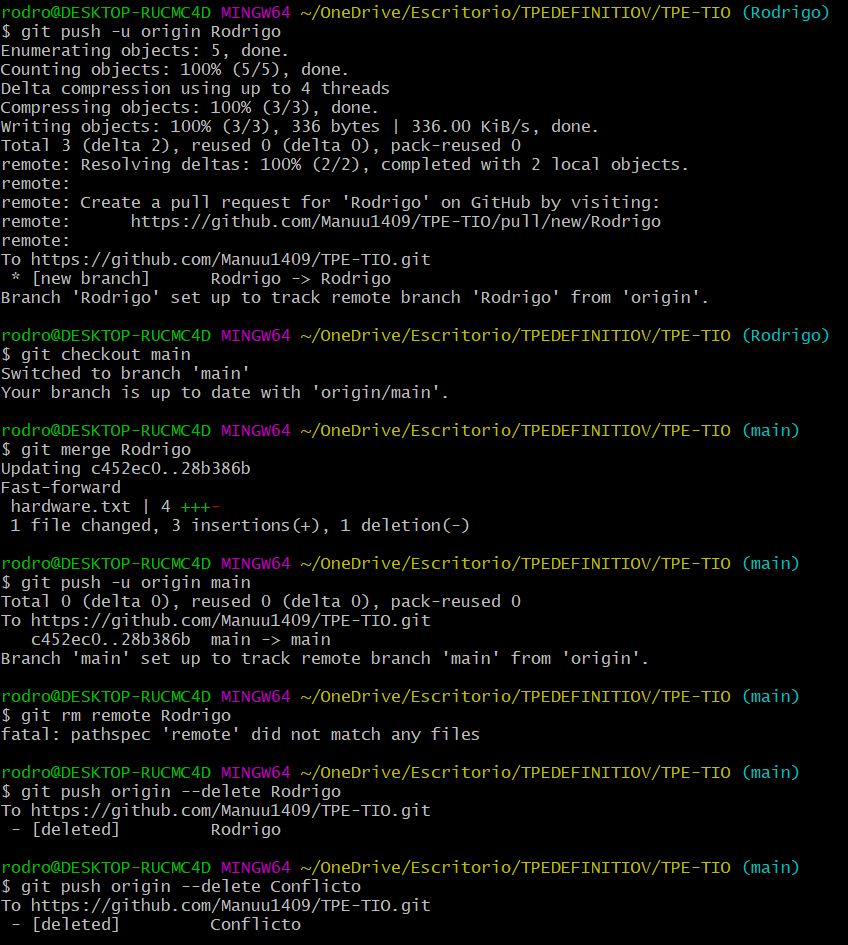 rodro@DESKTOP-RUCMC4D MINGW64 ~/OneDrive/Escritorio/TPEDEFINITIOV/TPE-TIO (Rodrigo)
$ git push -u origin Rodrigo
Enumerating objects: 5, done.
Counting objects: 100% (5/5), done.
Delta compression using up to 4 threads
Compressing objects: 100% (3/3), done.
Writing objects: 100% (3/3), 336 bytes | 336.00 KiB/s, done.
Total 3 (delta 2), reused 0 (delta 0), pack-reused 0
remote: Resolving deltas: 100% (2/2), completed with 2 local objects.
remote:
remote: Create a pull request for 'Rodrigo' on GitHub by visiting:
remote:      https://github.com/Manuu1409/TPE-TIO/pull/new/Rodrigo
remote:
To https://github.com/Manuu1409/TPE-TIO.git
 * [new branch]      Rodrigo -> Rodrigo
Branch 'Rodrigo' set up to track remote branch 'Rodrigo' from 'origin'.
rodro@DESKTOP-RUCMC4D MINGW64 ~/OneDrive/Escritorio/TPEDEFINITIOV/TPE-TIO (Rodrigo)
$ git checkout main
Switched to branch 'main'
Your branch is up to date with 'origin/main'.
rodro@DESKTOP-RUCMC4D MINGW64 ~/OneDrive/Escritorio/TPEDEFINITIOV/TPE-TIO (main)
$ git merge Rodrigo
Updating c452ec0..28b386b
Fast-forward
 hardware.txt | 4 +++-
 1 file changed, 3 insertions(+), 1 deletion(-)
rodro@DESKTOP-RUCMC4D MINGW64 ~/OneDrive/Escritorio/TPEDEFINITIOV/TPE-TIO (main)
$ git push -u origin main
Total 0 (delta 0), reused 0 (delta 0), pack-reused 0
To https://github.com/Manuu1409/TPE-TIO.git
   c452ec0..28b386b  main -> main
Branch 'main' set up to track remote branch 'main' from 'origin'.
rodro@DESKTOP-RUCMC4D MINGW64 ~/OneDrive/Escritorio/TPEDEFINITIOV/TPE-TIO (main)
$ git rm remote Rodrigo
fatal: pathspec 'remote' did not match any files
rodro@DESKTOP-RUCMC4D MINGW64 ~/OneDrive/Escritorio/TPEDEFINITIOV/TPE-TIO (main)
$ git push origin --delete Rodrigo
To https://github.com/Manuu1409/TPE-TIO.git
 - [deleted]         Rodrigo
rodro@DESKTOP-RUCMC4D MINGW64 ~/OneDrive/Escritorio/TPEDEFINITIOV/TPE-TIO (main)
$ git push origin --delete Conflicto
To https://github.com/Manuu1409/TPE-TIO.git
 - [deleted]         Conflicto